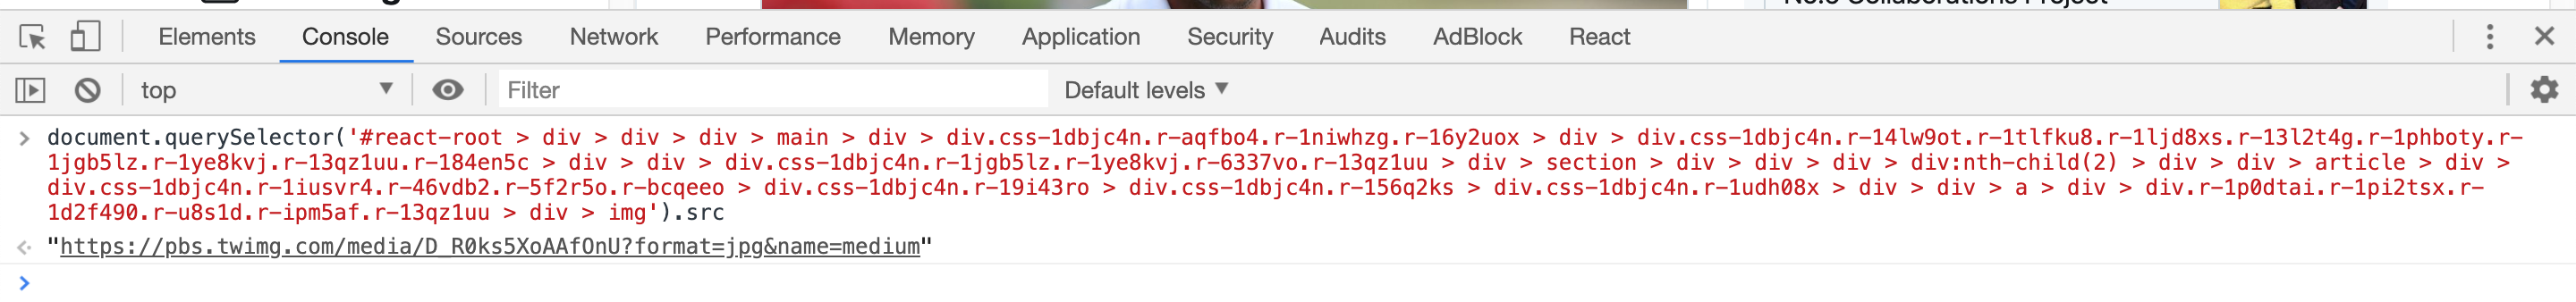 No.6 Collaborations Project
Elements Console Sources Network Performance Memory Application Security Audits AdBlock React
top Filter Default levels
document.querySelector('#react-root > div > div > div > main > div > div.css-1dbjc4n.r-aqfbo4.r-1niwhzg.r-16y2uox > div > div.css-1dbjc4n.r-14lw9ot.r-1tlfku8.r-1ljd8xs.r-13l2t4g.r-1phboty.r-
1jgb5lz.r-1ye8kvj.r-13qz1uu.r-184en5c > div > div > div.css-1dbjc4n.r-1jgb5lz.r-1ye8kvj.r-6337vo.r-13qz1uu > div > section > div > div > div > div:nth-child(2) > div > div > article > div >
div.css-1dbjc4n.r-1iusvr4.r-46vdb2.r-5f2r5o.r-bcqeeo > div.css-1dbjc4n.r-19i43ro > div.css-1dbjc4n.r-156q2ks > div.css-1dbjc4n.r-1udh08x > div > div > a > div > div.r-1p0dtai.r-1pi2tsx.r-
1d2f490.r-u8s1d.r-ipm5af.r-13qz1uu > div > img').src
"https://pbs.twimg.com/media/D_R0ks5XoAAfOnU?format=jpg&name=medium"